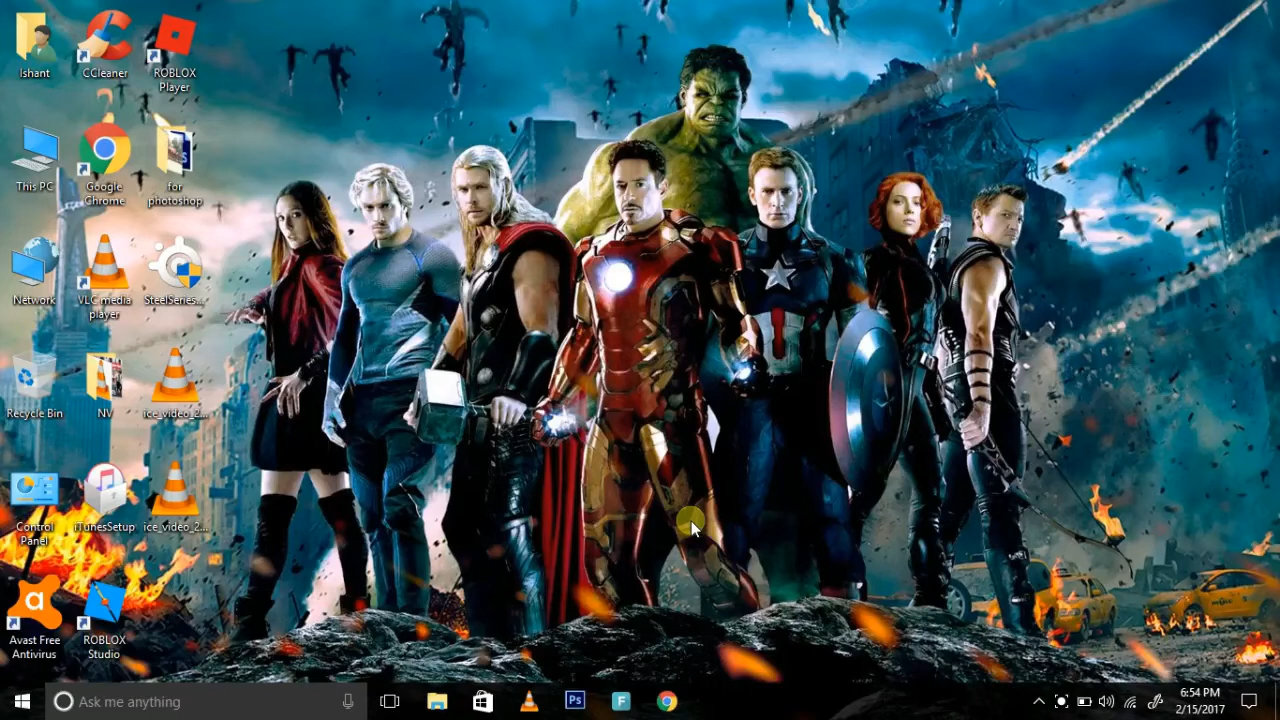 Ishant
CCleaner
ROBLOX
Player
This PC
Google
Chrome
for
photoshop
Network
VLC media
player
SteelSeries...
Recycle Bin
NV
ice_video_2...
Control
Panel
iTunesSetup
ice_video_2...
a
Avast Free
Antivirus
ROBLOX
Studio
Ask me anything
Ps
F
6:54 PM
2/15/2017